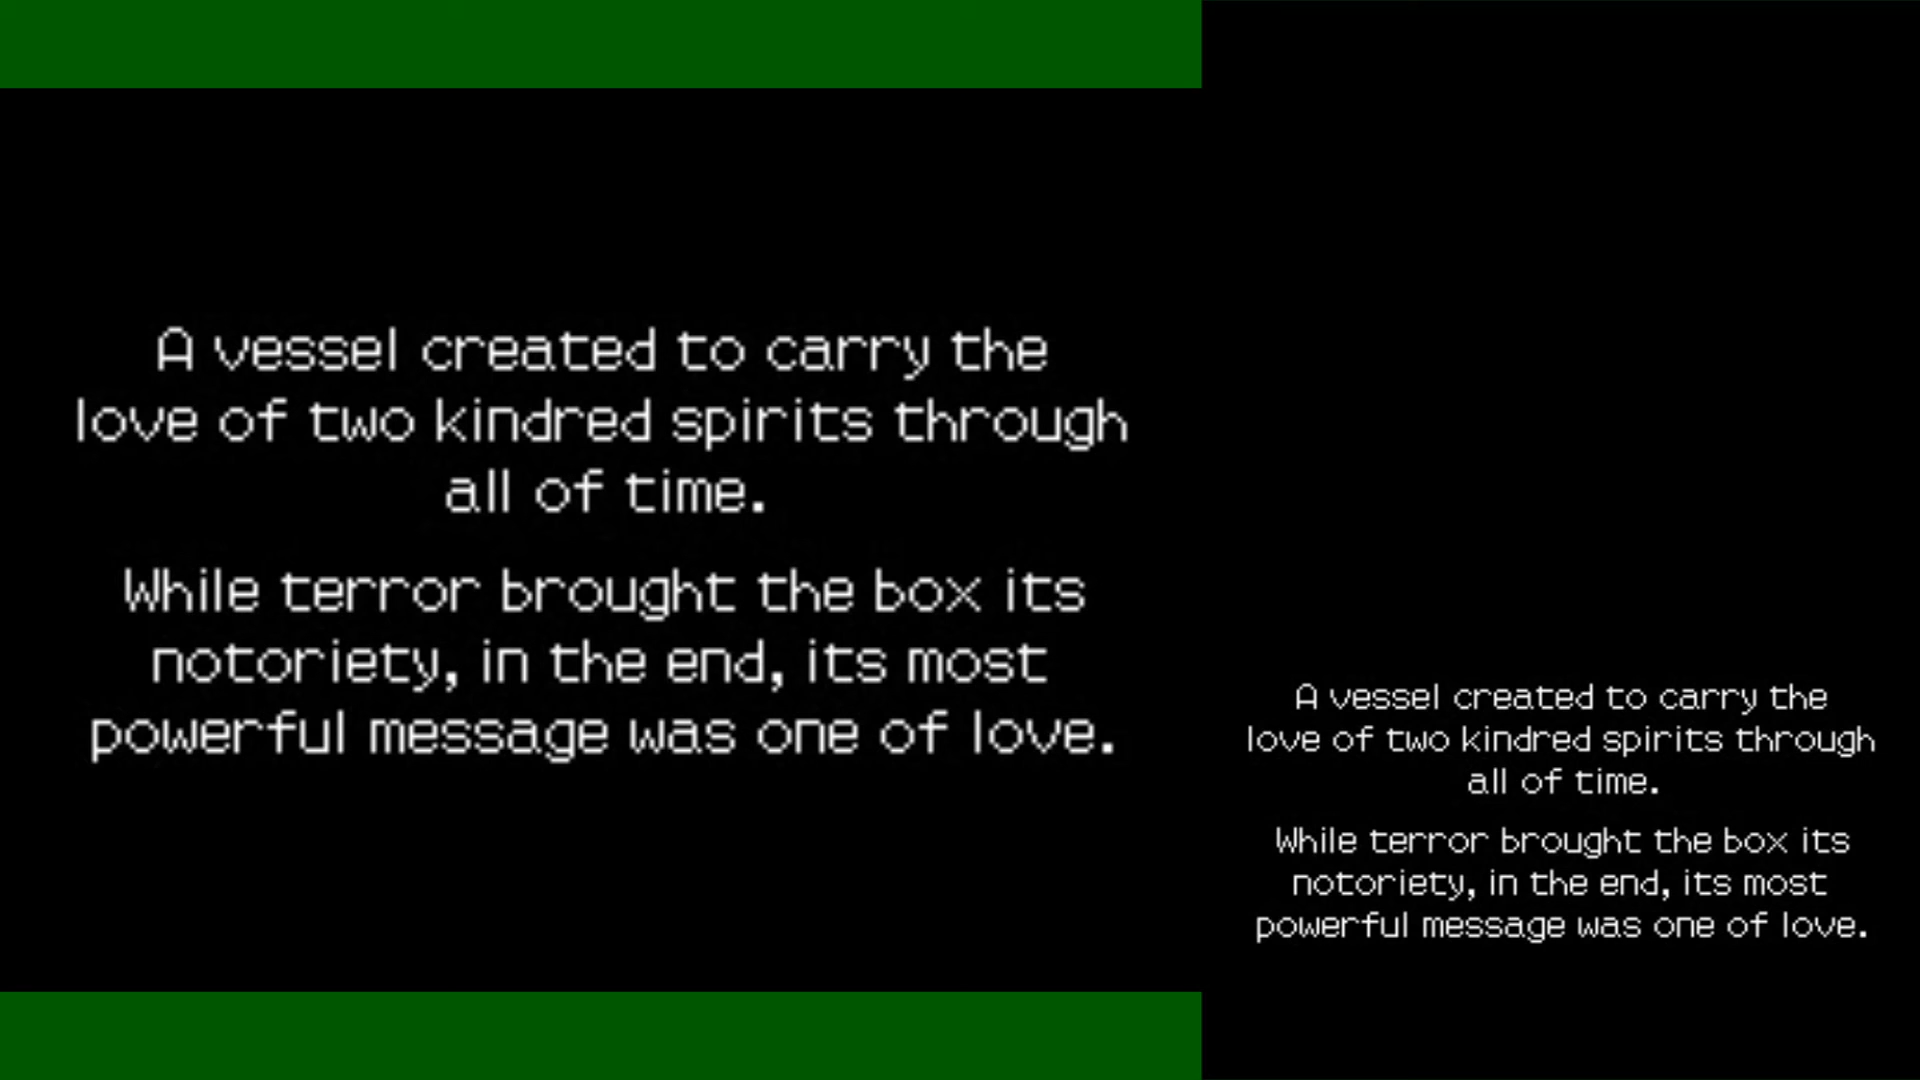 A vessel created to carry the
love of two kindred spirits through
all of time.
While terror brought the box its
notoriety, in the end, its most
powerful message was one of love.
A vessel created to carry the
love of two kindred spirits through
all of time.
While terror brought the box its
notoriety, in the end, its most
powerful message was one of love.